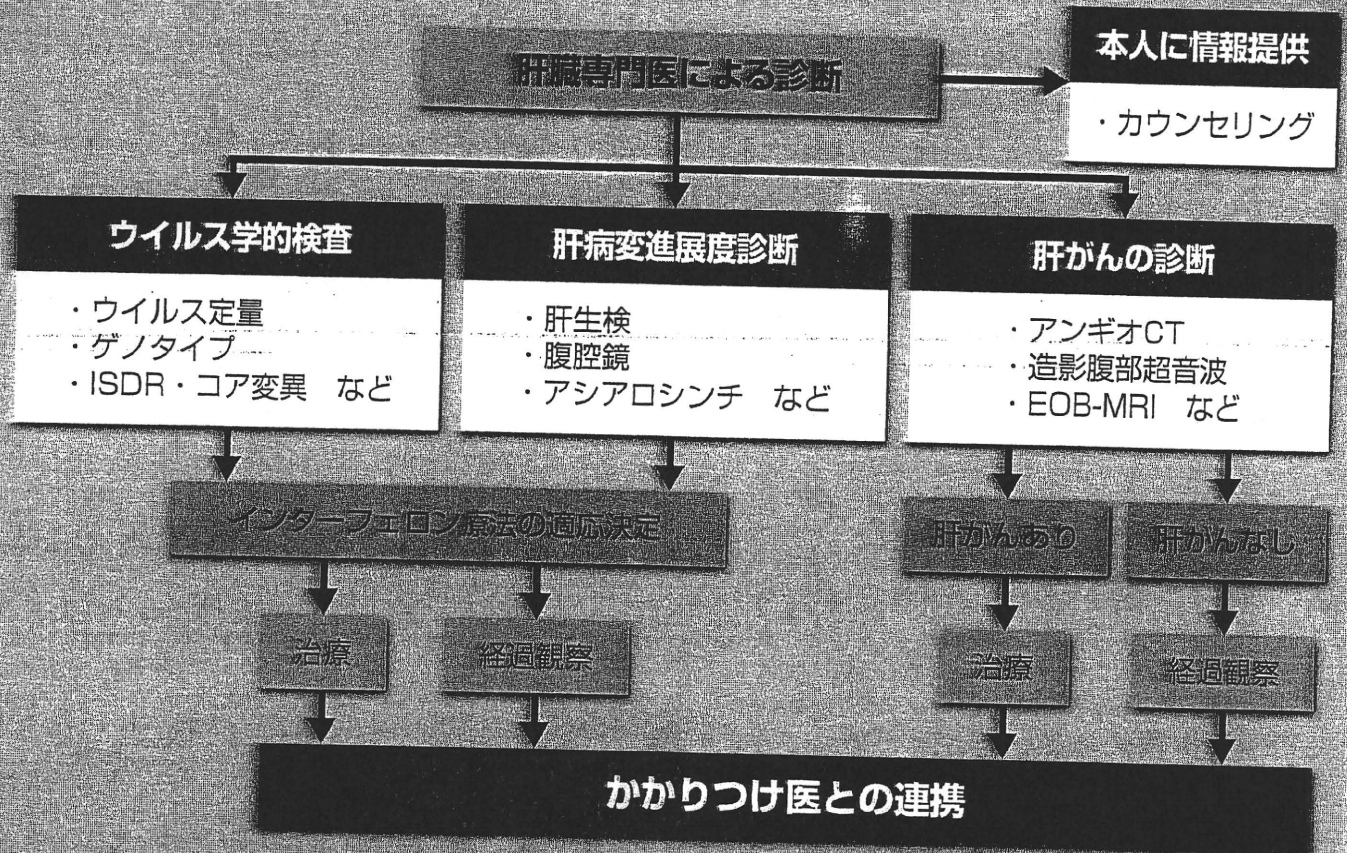 肝臓専門医による診断
本人に情報提供
・カウンセリング
ウイルス学的検査
・ウイルス定量
・ゲノタイプ
・ISDR・コア変異　など
肝病変進展度診断
・肝生検
・腹腔鏡
・アシアロシンチ　など
肝がんの診断
・アンギオCT
・造影腹部超音波
・EOB-MRI　など
インターフェロン療法の適応決定
肝がんあり
肝がんなし
治療
経過観察
治療
経過観察
かかりつけ医との連携